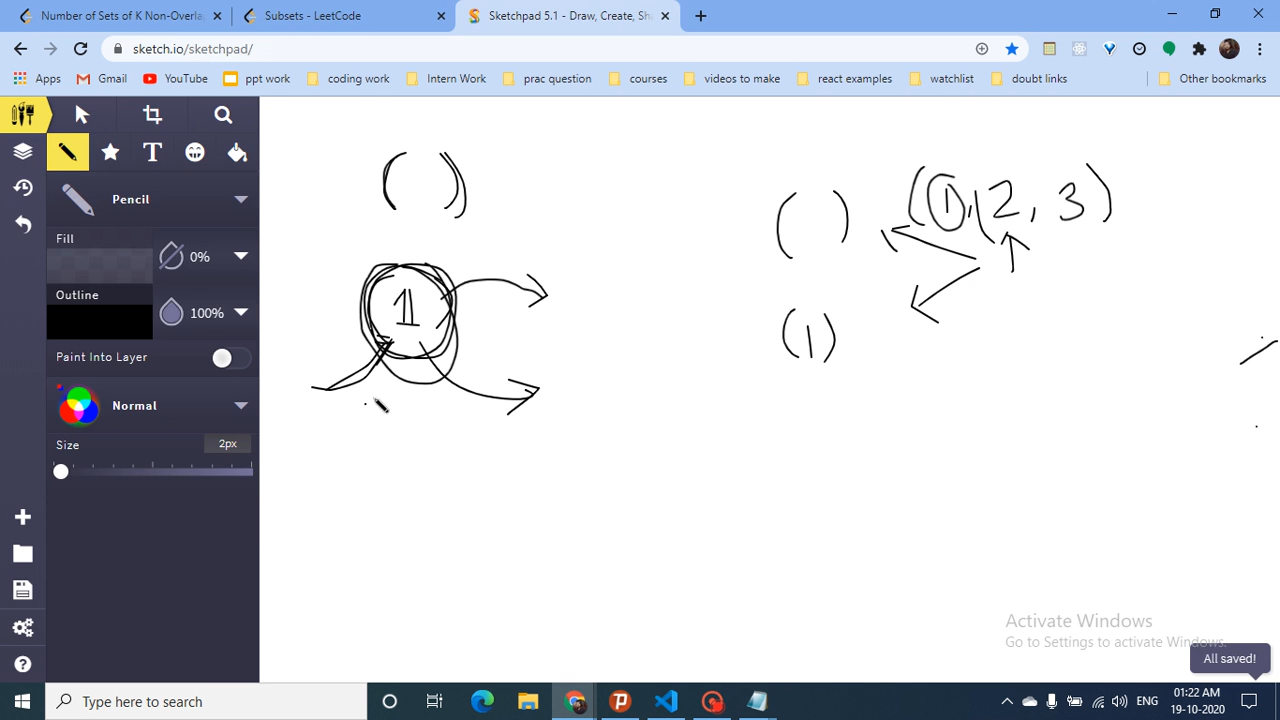 Number of Sets of K Non-Overla
Subsets - LeetCode
Sketchpad 5.1 - Draw, Create, Sh
sketch.io/sketchpad/
Apps
Gmail
YouTube
ppt work
coding work
Intern Work
prac question
courses
videos to make
react examples
watchlist
doubt links
Other bookmarks
Pencil
Fill
0%
Outline
100%
Paint Into Layer
Normal
Size
2px
( )
1
( )
(1, (2, 3)
(1)
Activate Windows
Go to Settings to activate Windows.
All saved!
Type here to search
ENG
01:22 AM
19-10-2020